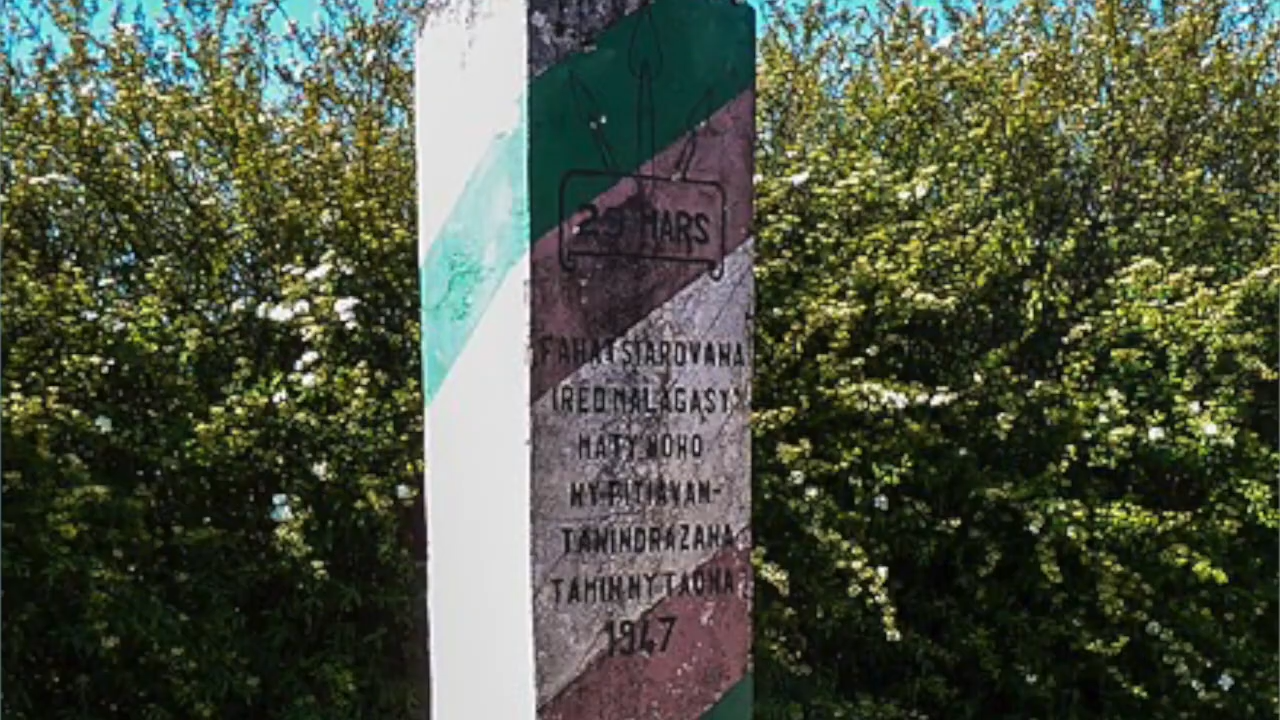 29 MARS
FAHATSIAROVANA
IREO MALAGASY
MATY NOHO
NY FITIAVAN-
TANINDRAZANA
TAMIN NY TAONA
1947